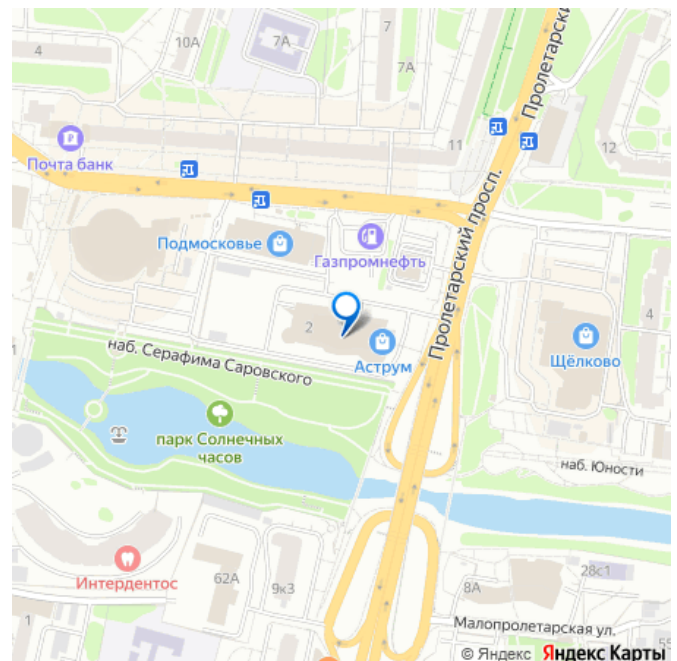 4
10А
7А
7
7А
11
12
Почта банк
Пролетарский
Пролетарский просп.
Подмосковье
Газпромнефть
2
Аструм
4
Щёлково
наб. Серафима Саровского
парк Солнечных
часов
наб. Юности
Интердентос
62А
9к3
8А
28с1
Малопролетарская ул.
© Яндекс Яндекс Карты